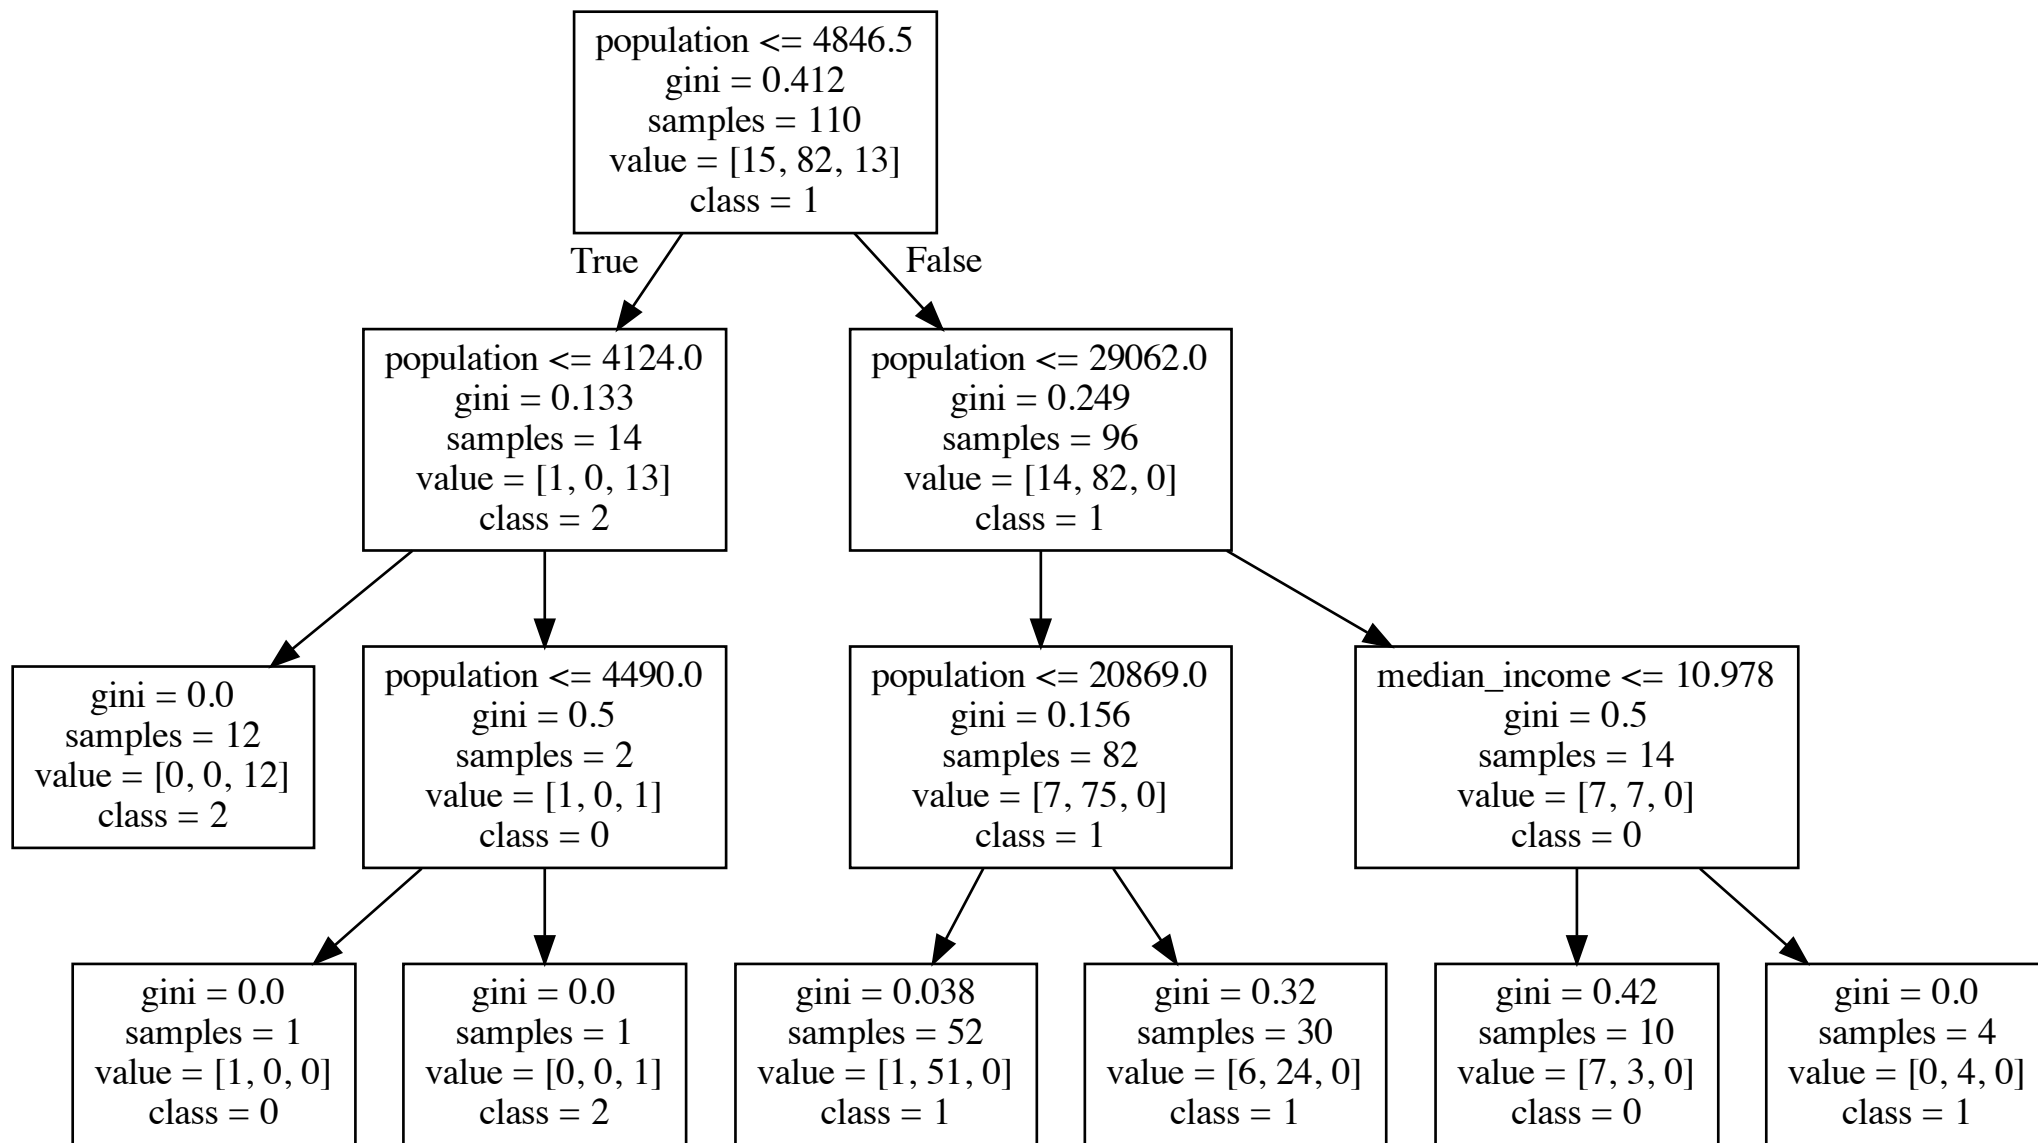 population <= 4846.5
gini = 0.412
samples = 110
value = [15, 82, 13]
class = 1
True
False
population <= 4124.0
gini = 0.133
samples = 14
value = [1, 0, 13]
class = 2
population <= 29062.0
gini = 0.249
samples = 96
value = [14, 82, 0]
class = 1
gini = 0.0
samples = 12
value = [0, 0, 12]
class = 2
population <= 4490.0
gini = 0.5
samples = 2
value = [1, 0, 1]
class = 0
population <= 20869.0
gini = 0.156
samples = 82
value = [7, 75, 0]
class = 1
median_income <= 10.978
gini = 0.5
samples = 14
value = [7, 7, 0]
class = 0
gini = 0.0
samples = 1
value = [1, 0, 0]
class = 0
gini = 0.0
samples = 1
value = [0, 0, 1]
class = 2
gini = 0.038
samples = 52
value = [1, 51, 0]
class = 1
gini = 0.32
samples = 30
value = [6, 24, 0]
class = 1
gini = 0.42
samples = 10
value = [7, 3, 0]
class = 0
gini = 0.0
samples = 4
value = [0, 4, 0]
class = 1